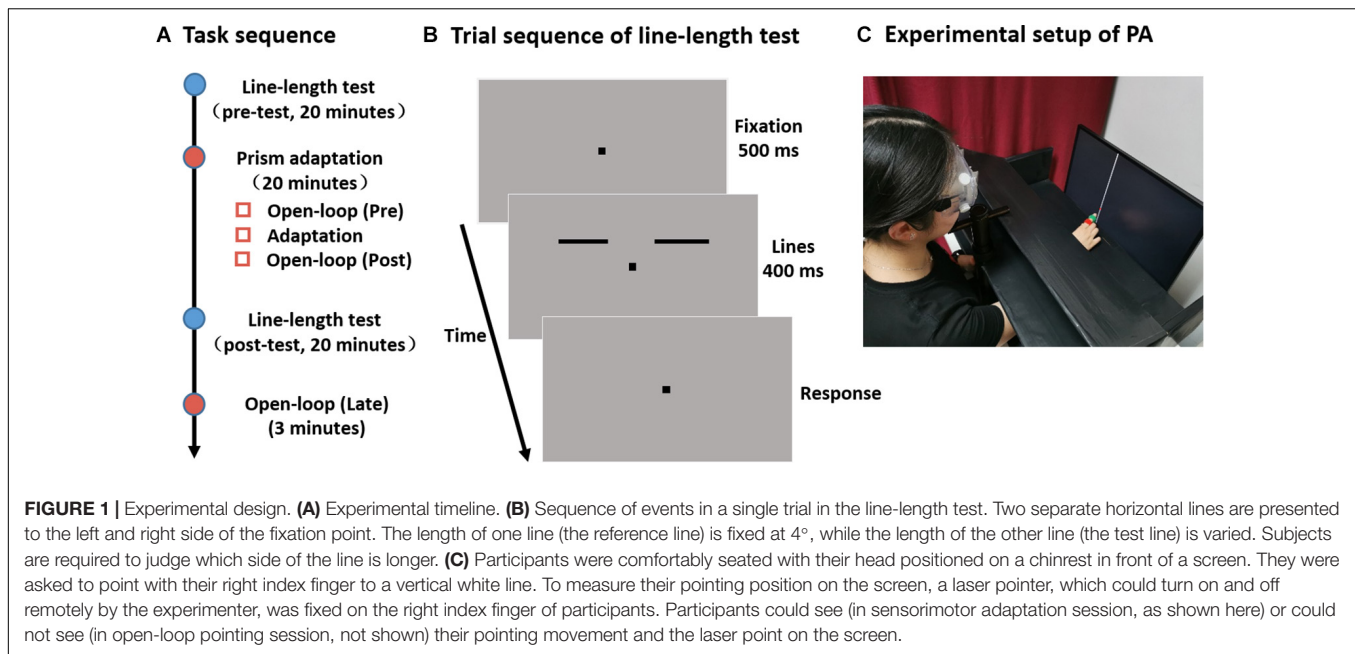 A Task sequence
Line-length test
（pre-test, 20 minutes）
Prism adaptation
（20 minutes）
Open-loop (Pre)
Adaptation
Open-loop (Post)
Line-length test
（post-test, 20 minutes）
Open-loop (Late)
(3 minutes)
B Trial sequence of line-length test
Fixation
500 ms
Lines
400 ms
Time
Response
C Experimental setup of PA
FIGURE 1 | Experimental design. (A) Experimental timeline. (B) Sequence of events in a single trial in the line-length test. Two separate horizontal lines are presented
to the left and right side of the fixation point. The length of one line (the reference line) is fixed at 4°, while the length of the other line (the test line) is varied. Subjects
are required to judge which side of the line is longer. (C) Participants were comfortably seated with their head positioned on a chinrest in front of a screen. They were
asked to point with their right index finger to a vertical white line. To measure their pointing position on the screen, a laser pointer, which could turn on and off
remotely by the experimenter, was fixed on the right index finger of participants. Participants could see (in sensorimotor adaptation session, as shown here) or could
not see (in open-loop pointing session, not shown) their pointing movement and the laser point on the screen.